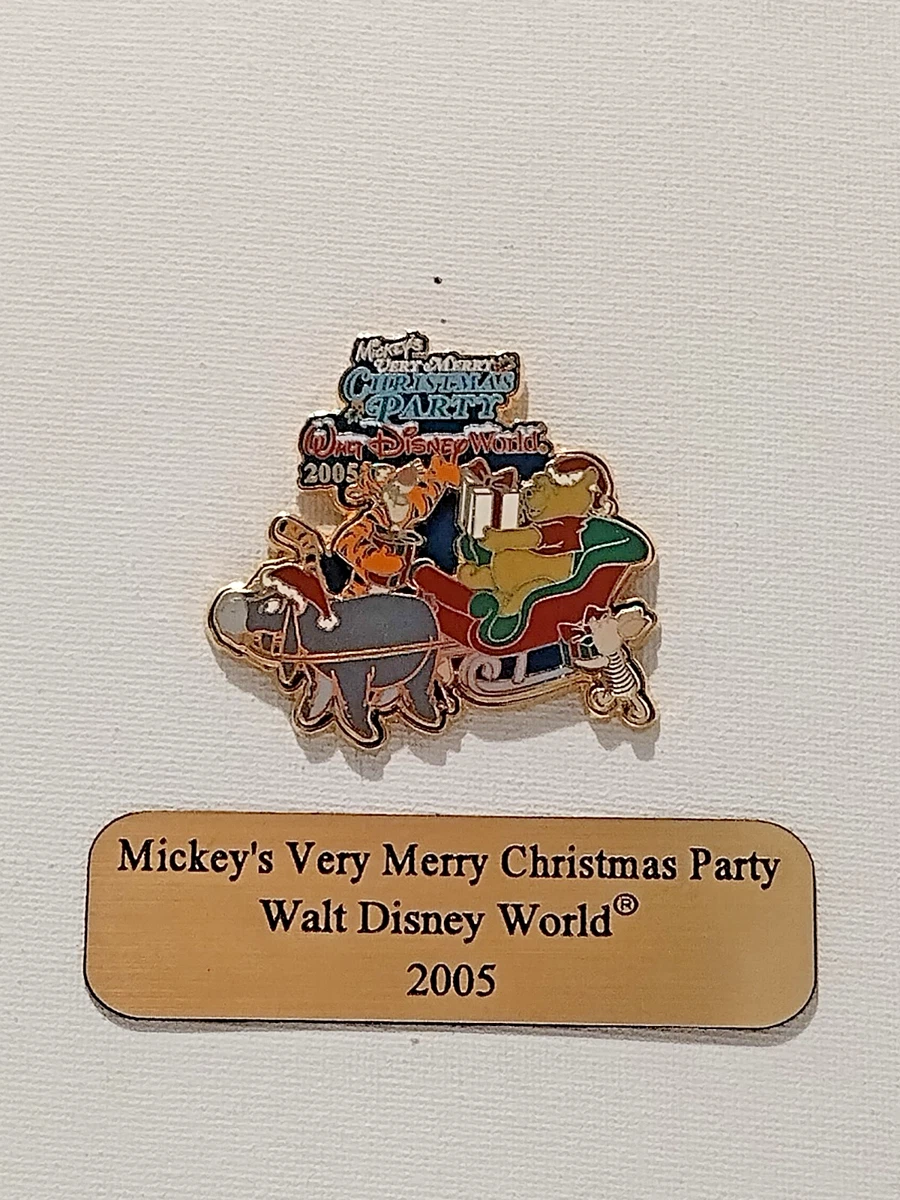 Mickey's
Very Merry
Christmas
Party
Walt Disney World®
2005
Mickey's Very Merry Christmas Party
Walt Disney World®
2005